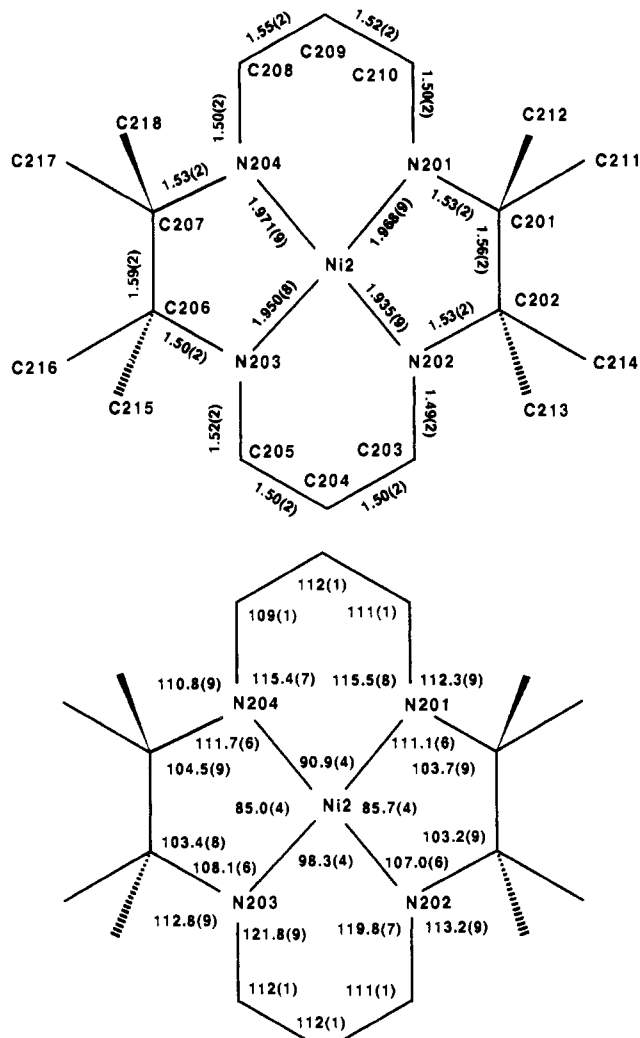 1.55(2)
1.52(2)
C209
C208
C210
1.50(2)
1.50(2)
C218
C212
C217
C211
N204
N201
1.53(2)
1.53(2)
1.971(9)
1.968(9)
C207
C201
1.59(2)
Ni2
1.56(2)
C206
1.950(8)
1.935(9)
1.53(2)
C202
1.50(2)
C216
N203
N202
C214
C215
C213
1.52(2)
1.49(2)
C205
C203
C204
1.50(2)
1.50(2)
112(1)
109(1)
111(1)
110.8(9)
115.4(7)
115.5(8)
112.3(9)
N204
N201
111.7(6)
111.1(6)
104.5(9)
90.9(4)
103.7(9)
85.0(4)
Ni2
85.7(4)
103.4(8)
103.2(9)
108.1(6)
98.3(4)
107.0(6)
N203
N202
112.8(9)
121.8(9)
119.8(7)
113.2(9)
112(1)
111(1)
112(1)